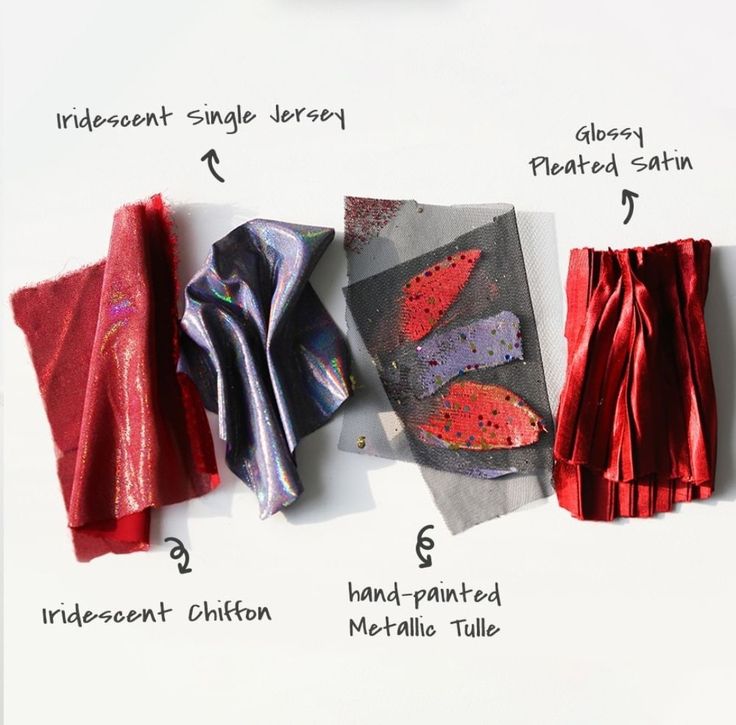 Iridescent Single Jersey
Glossy
Pleated Satin
Iridescent Chiffon
hand-painted
Metallic Tulle